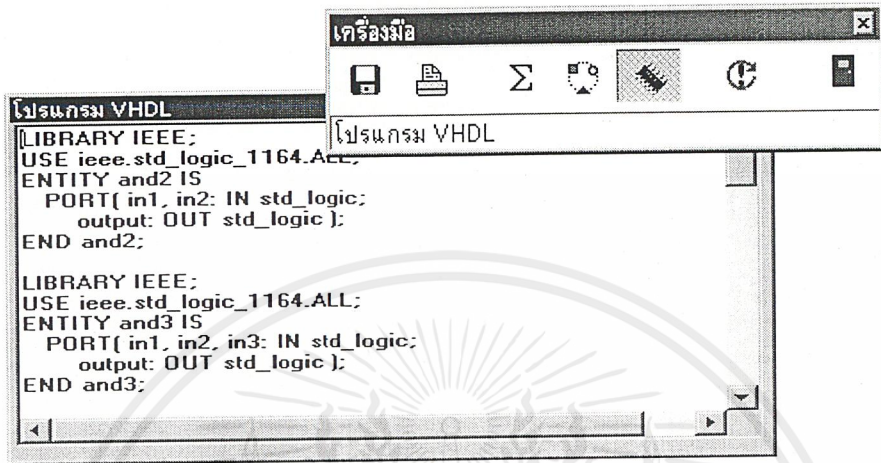 เครื่องมือ
โปรแกรม VHDL
โปรแกรม VHDL
LIBRARY IEEE;
USE ieee.std_logic_1164.ALL;
ENTITY and2 IS
PORT( in1, in2: IN std_logic;
output: OUT std_logic );
END and2;
LIBRARY IEEE;
USE ieee.std_logic_1164.ALL;
ENTITY and3 IS
PORT( in1, in2, in3: IN std_logic;
output: OUT std_logic );
END and3;